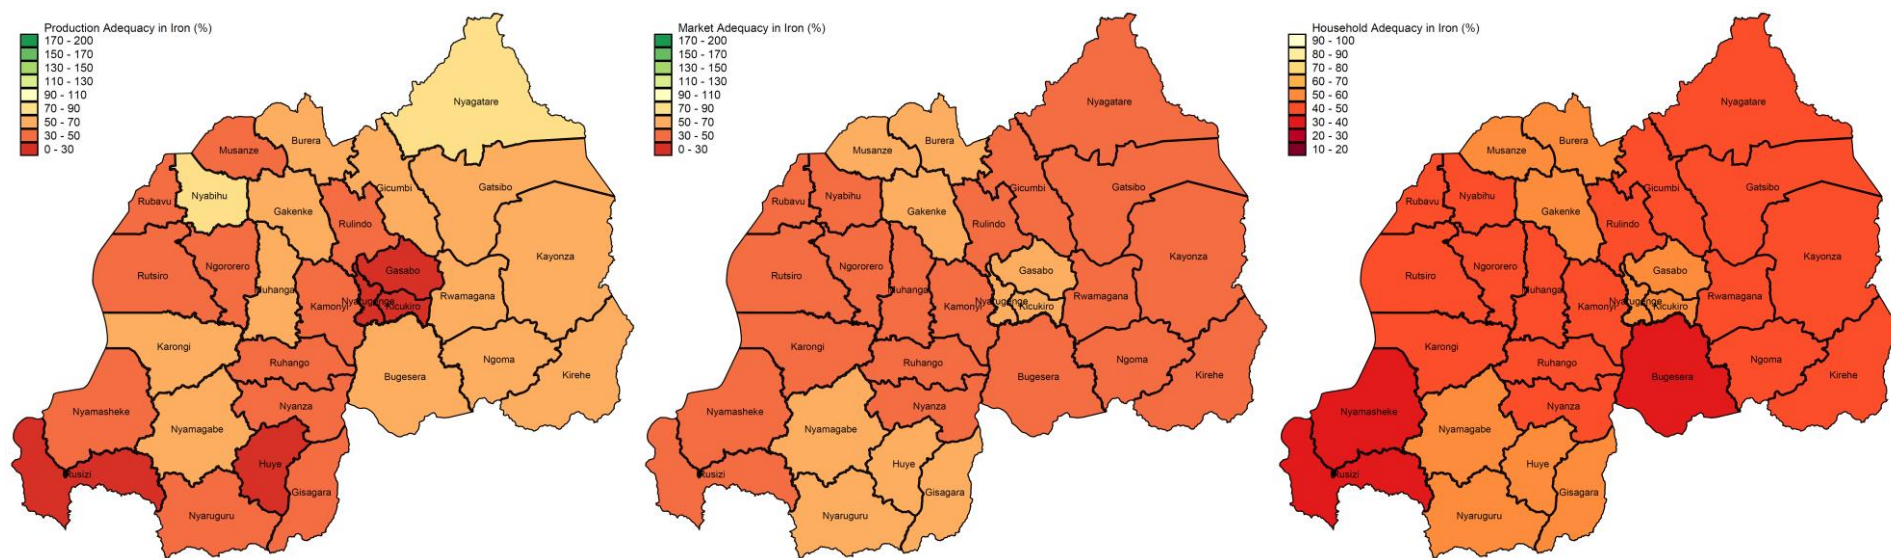 Production Adequacy in Iron (%)
170 - 200
150 - 170
130 - 150
110 - 130
90 - 110
70 - 90
50 - 70
30 - 50
0 - 30
Nyagatare
Burera
Musanze
Gicumbi
Gatsibo
Nyabihu
Rubavu
Gakenke
Rulindo
Kayonza
Gasabo
Ngororero
Rutsiro
Muhanga
Kamonyi
Nyarugenge
Kicukiro
Rwamagana
Karongi
Ruhango
Bugesera
Ngoma
Kirehe
Nyamasheke
Nyanza
Nyamagabe
Huye
Rusizi
Gisagara
Nyaruguru
Market Adequacy in Iron (%)
170 - 200
150 - 170
130 - 150
110 - 130
90 - 110
70 - 90
50 - 70
30 - 50
0 - 30
Nyagatare
Burera
Musanze
Gicumbi
Gatsibo
Nyabihu
Rubavu
Gakenke
Rulindo
Kayonza
Gasabo
Ngororero
Rutsiro
Muhanga
Kamonyi
Nyarugenge
Kicukiro
Rwamagana
Karongi
Ruhango
Bugesera
Ngoma
Kirehe
Nyamasheke
Nyanza
Nyamagabe
Huye
Rusizi
Gisagara
Nyaruguru
Household Adequacy in Iron (%)
90 - 100
80 - 90
70 - 80
60 - 70
50 - 60
40 - 50
30 - 40
20 - 30
10 - 20
Nyagatare
Burera
Musanze
Gicumbi
Gatsibo
Nyabihu
Rubavu
Gakenke
Rulindo
Kayonza
Gasabo
Ngororero
Rutsiro
Muhanga
Kamonyi
Nyarugenge
Kicukiro
Rwamagana
Karongi
Ruhango
Bugesera
Ngoma
Kirehe
Nyamasheke
Nyanza
Nyamagabe
Huye
Rusizi
Gisagara
Nyaruguru